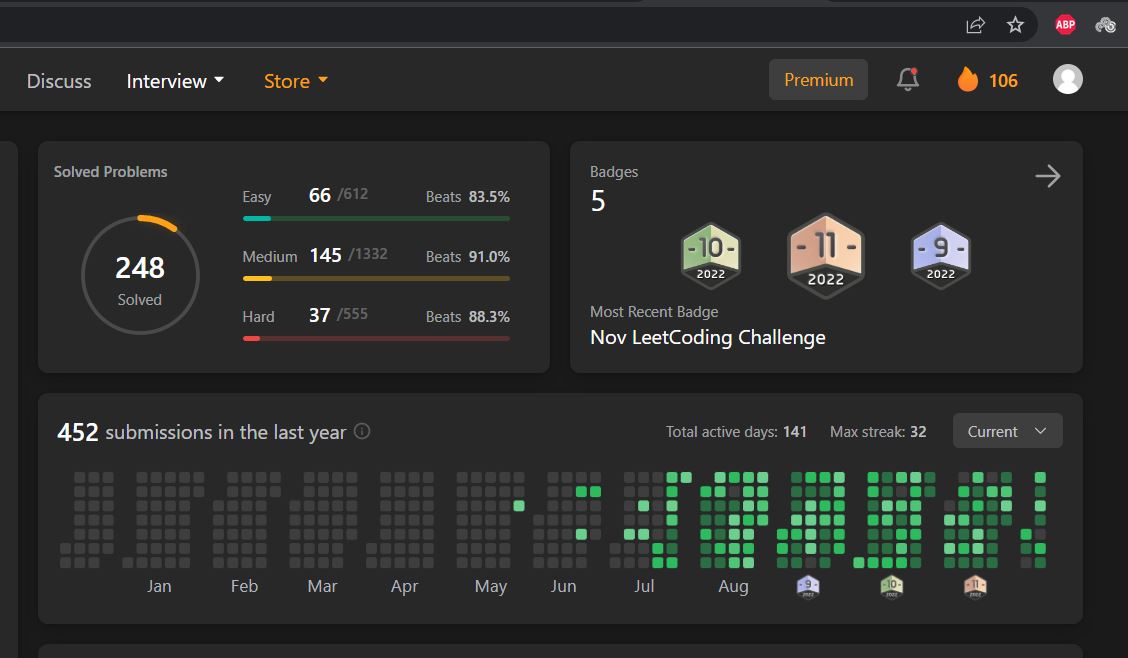 ABP
Discuss Interview Store Premium 106
Solved Problems
248
Solved
Easy 66 /612 Beats 83.5%
Medium 145 /1332 Beats 91.0%
Hard 37 /555 Beats 88.3%
Badges
5
- 10 -
2022
- 11 -
2022
- 9 -
2022
Most Recent Badge
Nov LeetCoding Challenge
452 submissions in the last year Total active days: 141 Max streak: 32 Current
Jan Feb Mar Apr May Jun Jul Aug - 9 - - 10 - - 11 -
2022 2022 2022